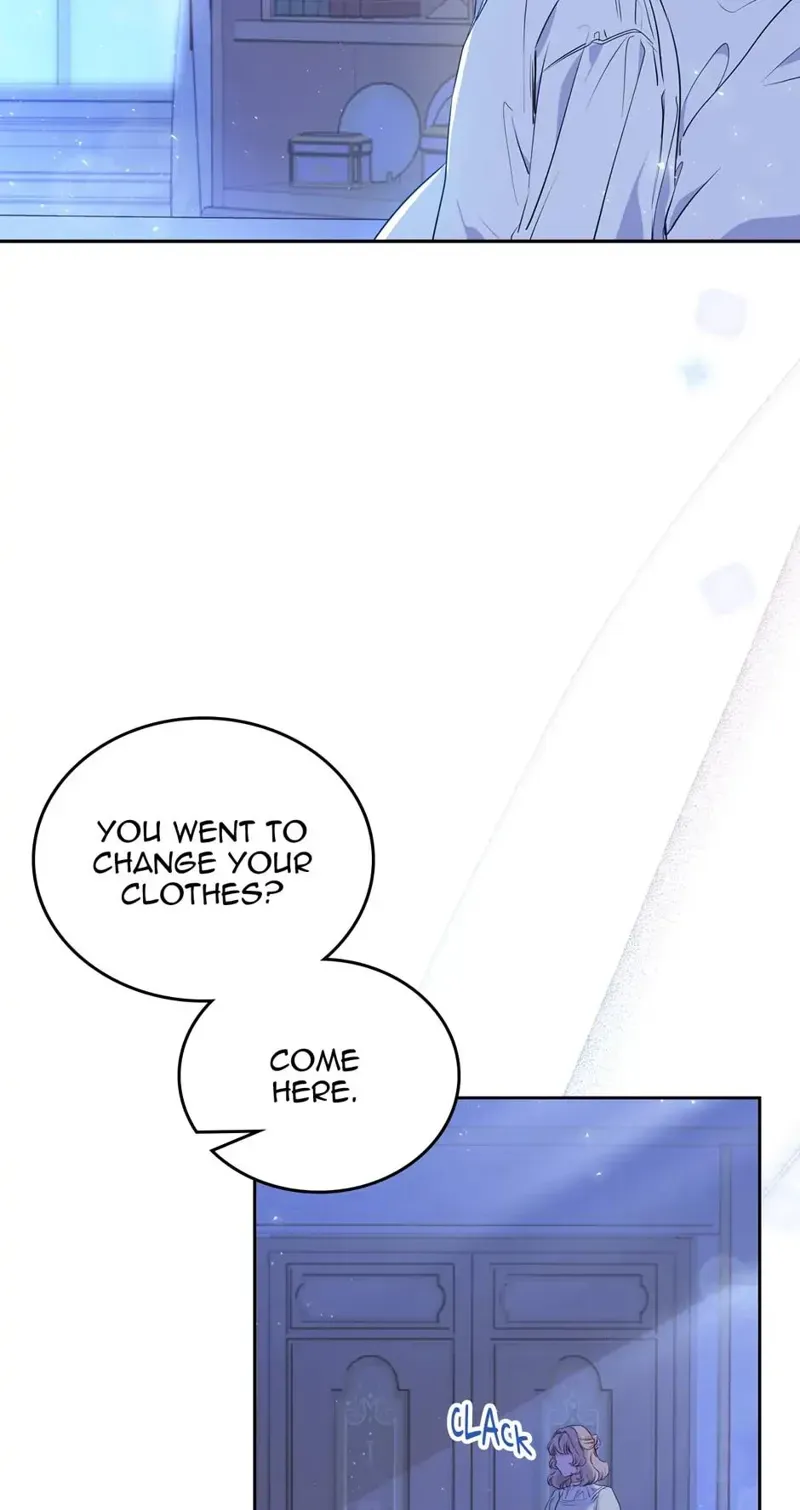 YOU WENT TO
CHANGE YOUR
CLOTHES?
COME
HERE.
CLACK